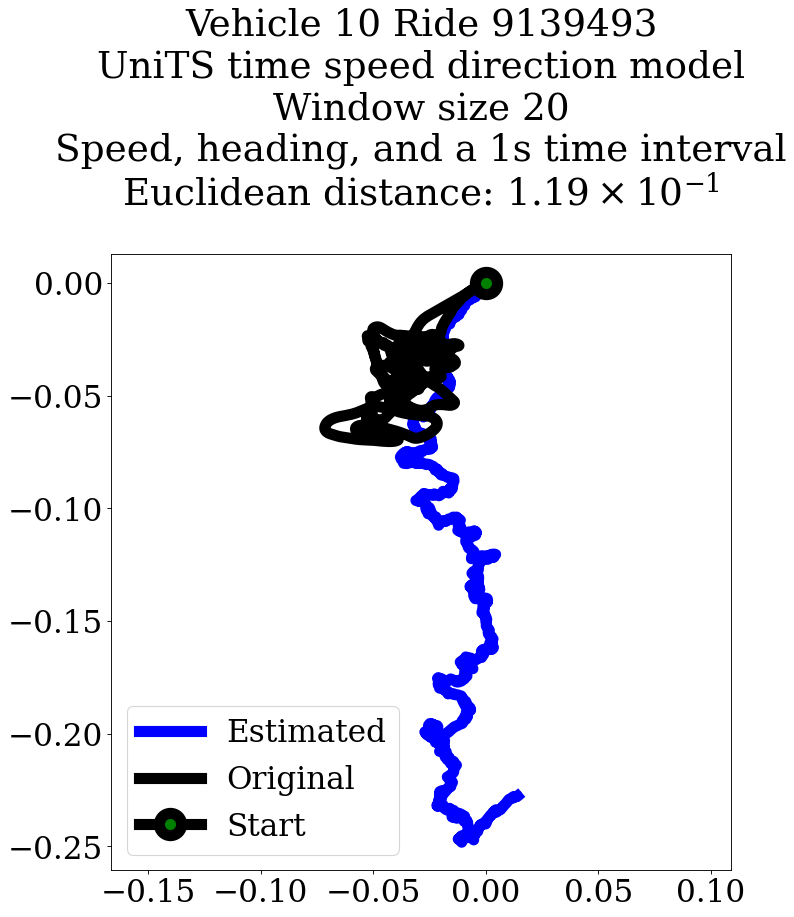 Vehicle 10 Ride 9139493
UniTS time speed direction model
Window size 20
Speed, heading, and a 1s time interval
Euclidean distance: 1.19 × 10⁻¹
0.00
−0.05
−0.10
−0.15
−0.20
−0.25
Estimated
Original
Start
−0.15 −0.10 −0.05 0.00 0.05 0.10